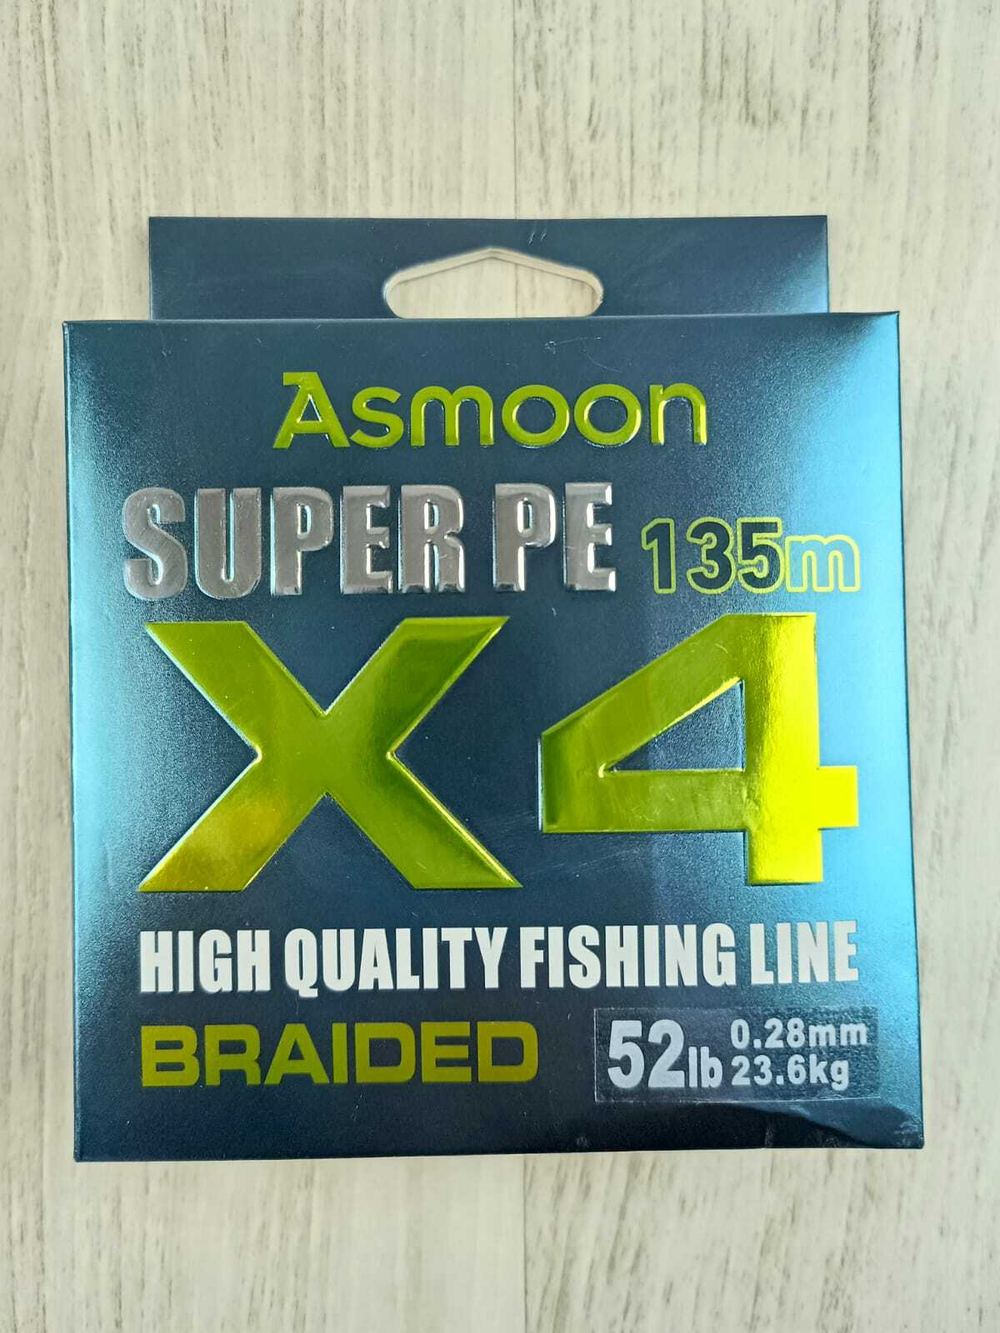 Asmoon
SUPER PE 135m
X4
HIGH QUALITY FISHING LINE
BRAIDED
52lb 0.28mm
23.6kg